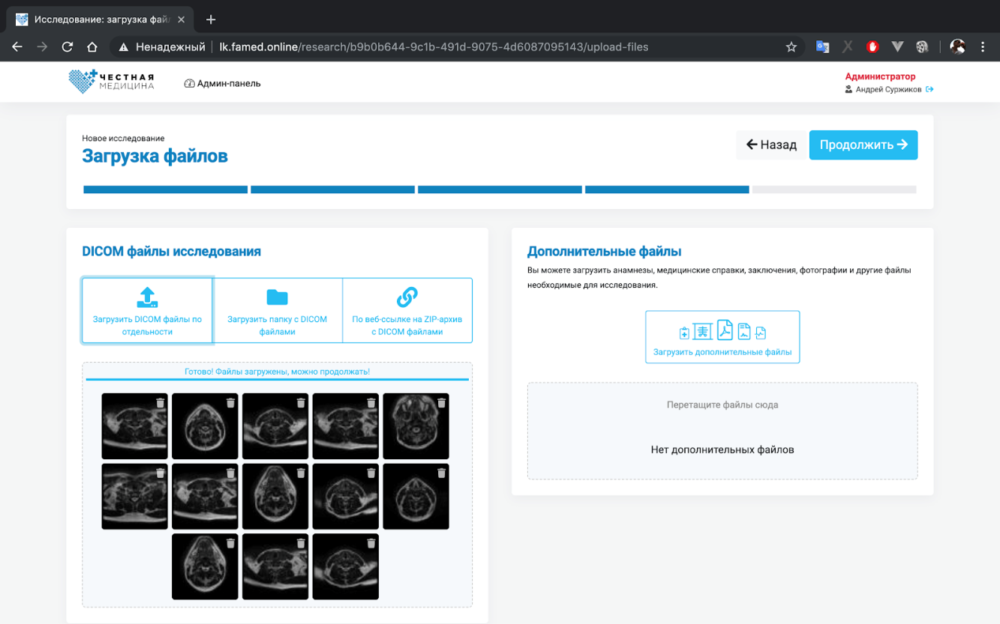 Исследование: загрузка фай
Ненадежный
lk.famed.online/research/b9b0b644-9c1b-491d-9075-4d6087095143/upload-files
ЧЕСТНАЯ
МЕДИЦИНА
Админ-панель
Администратор
Андрей Суржиков
Новое исследование
Загрузка файлов
Назад
Продолжить
DICOM файлы исследования
Загрузить DICOM файлы по
отдельности
Загрузить папку с DICOM
файлами
По веб-ссылке на ZIP-архив
с DICOM файлами
Готово! Файлы загружены, можно продолжать!
Дополнительные файлы
Вы можете загрузить анамнезы, медицинские справки, заключения, фотографии и другие файлы
необходимые для исследования.
Загрузить дополнительные файлы
Перетащите файлы сюда
Нет дополнительных файлов